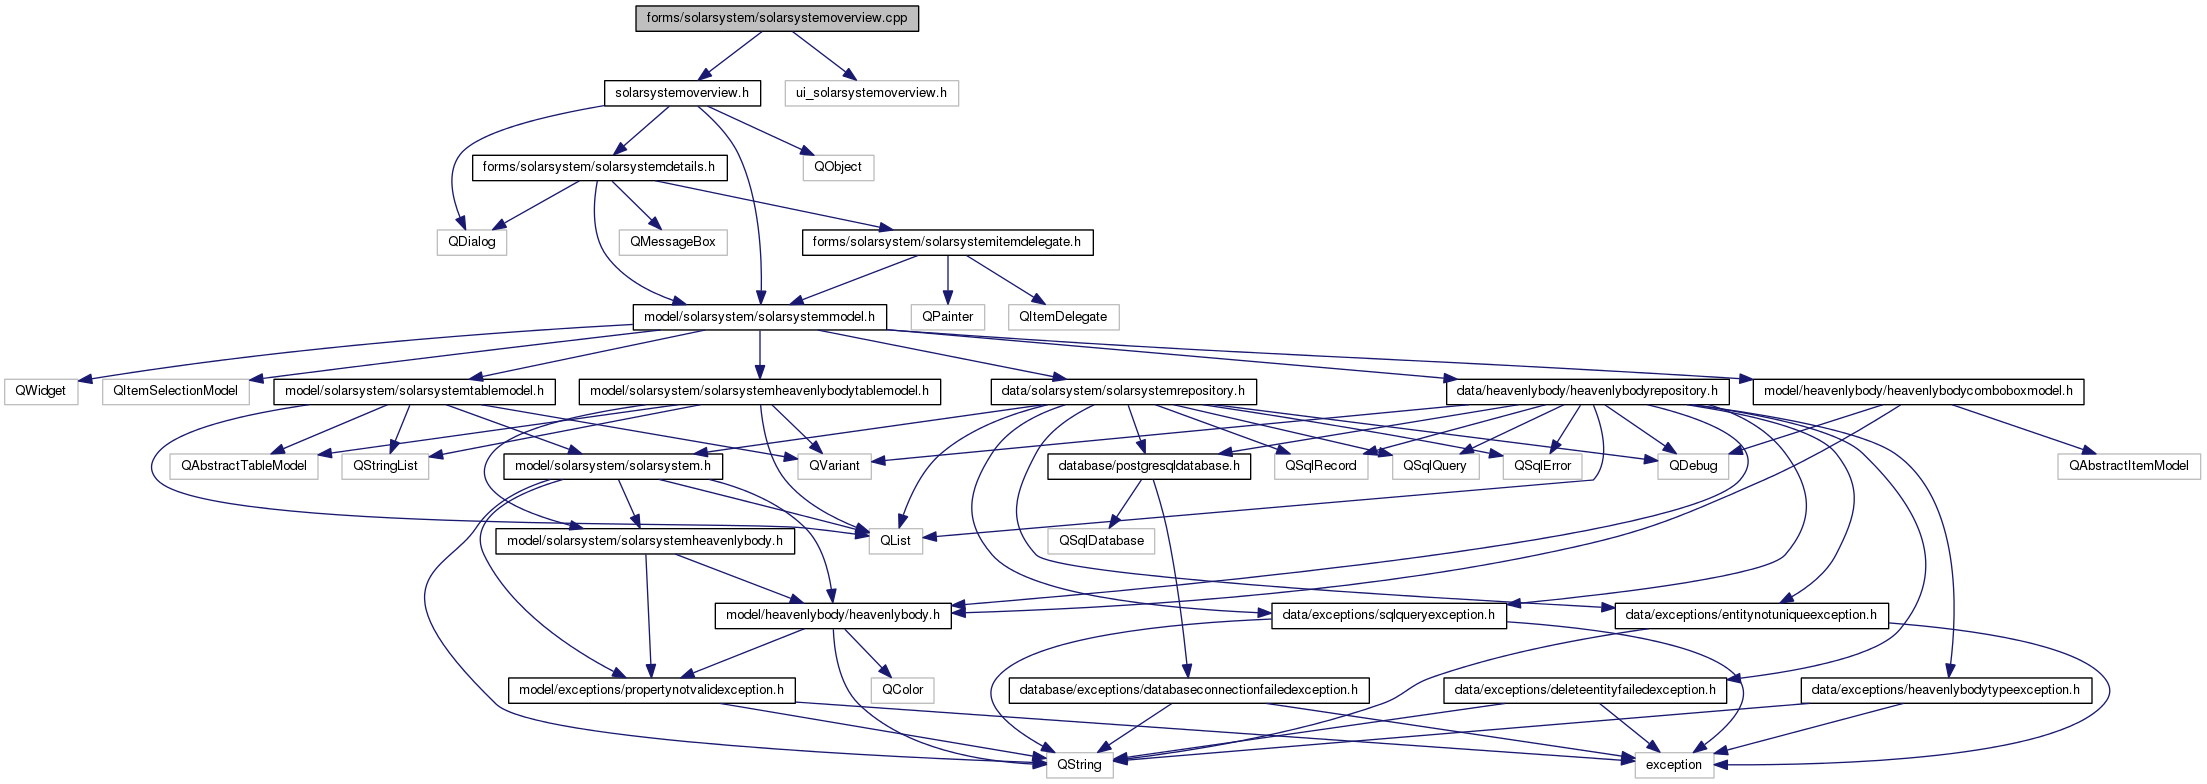 forms/solarsystem/solarsystemoverview.cpp
solarsystemoverview.h
ui_solarsystemoverview.h
forms/solarsystem/solarsystemdetails.h
QObject
QDialog
QMessageBox
forms/solarsystem/solarsystemitemdelegate.h
model/solarsystem/solarsystemmodel.h
QPainter
QItemDelegate
QWidget
QItemSelectionModel
model/solarsystem/solarsystemtablemodel.h
model/solarsystem/solarsystemheavenlybodytablemodel.h
data/solarsystem/solarsystemrepository.h
data/heavenlybody/heavenlybodyrepository.h
model/heavenlybody/heavenlybodycomboboxmodel.h
QAbstractTableModel
QStringList
model/solarsystem/solarsystem.h
QVariant
database/postgresqldatabase.h
QSqlRecord
QSqlQuery
QSqlError
QDebug
QAbstractItemModel
model/solarsystem/solarsystemheavenlybody.h
QList
QSqlDatabase
model/heavenlybody/heavenlybody.h
data/exceptions/sqlqueryexception.h
data/exceptions/entitynotuniqueexception.h
model/exceptions/propertynotvalidexception.h
QColor
database/exceptions/databaseconnectionfailedexception.h
data/exceptions/deleteentityfailedexception.h
data/exceptions/heavenlybodytypeexception.h
QString
exception